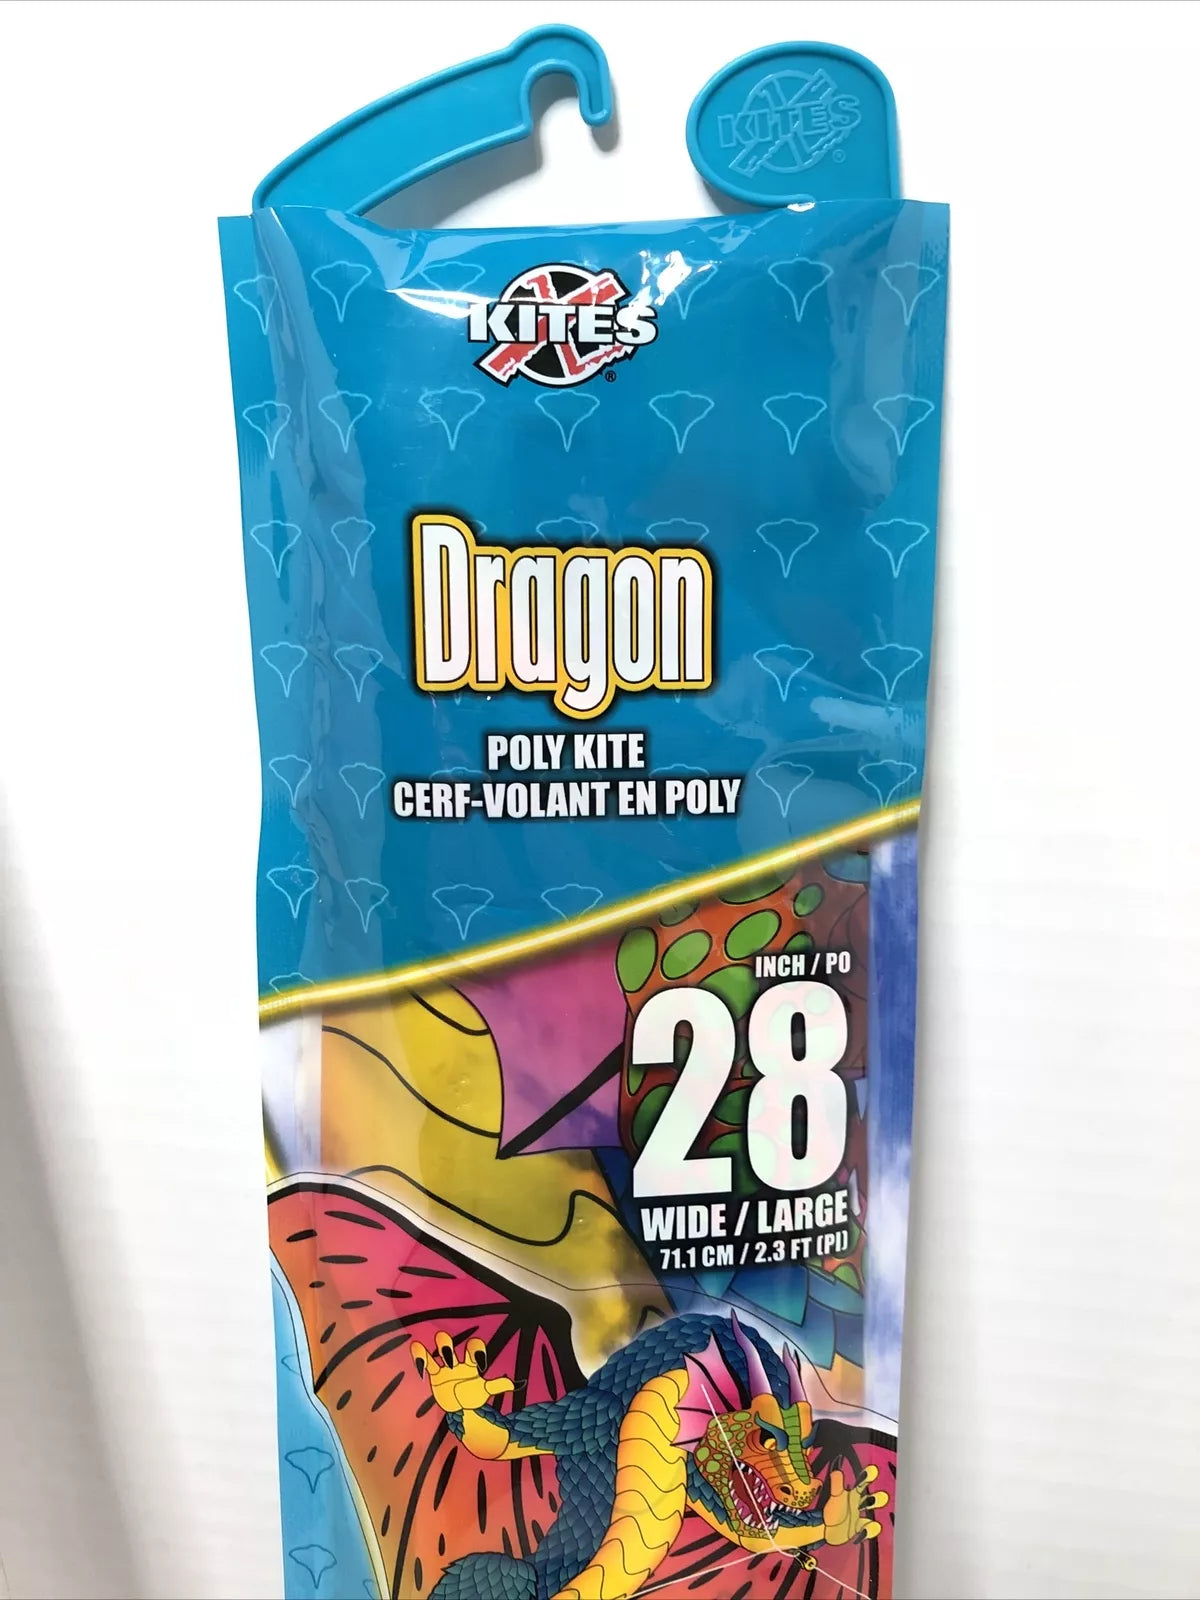 KITES
®
KITES
®
Dragon
POLY KITE
CERF-VOLANT EN POLY
INCH / PO
28
WIDE / LARGE
71.1 CM / 2.3 FT (PI)